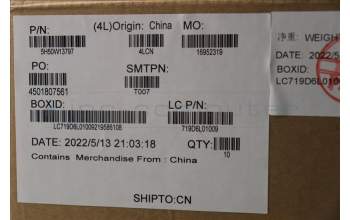 P/N:
(4L)Origin: China
MO:
5H50W13797
4LCN
16952319
PO:
SMTPN:
4501807561
T007
BOXID:
LC P/N:
LC719D6L01009219586108
719D6L01009
DATE: 2022/5/13 21:03:18
QTY:
10
Contains Merchandise From : China
SHIPTO:CN
净重: WEIGH
DATE: 2022/5
BOXID:
LC719D6L0